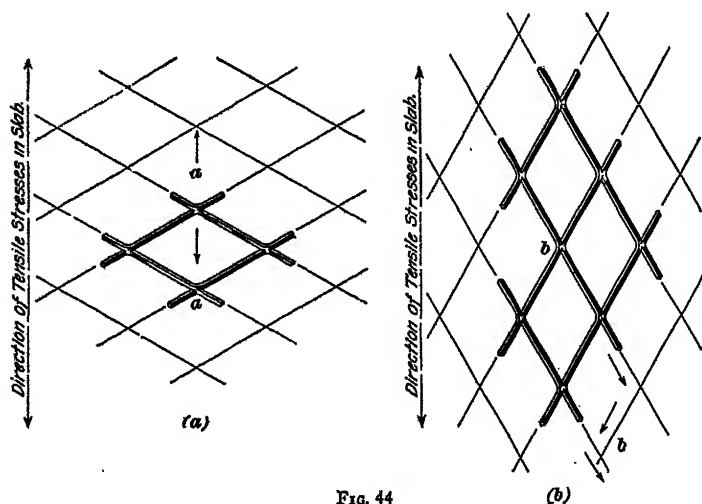 Direction of Tensile Stresses in Slab.
a
a
(a)
Direction of Tensile Stresses in Slab.
b
b
(b)
FIG. 44